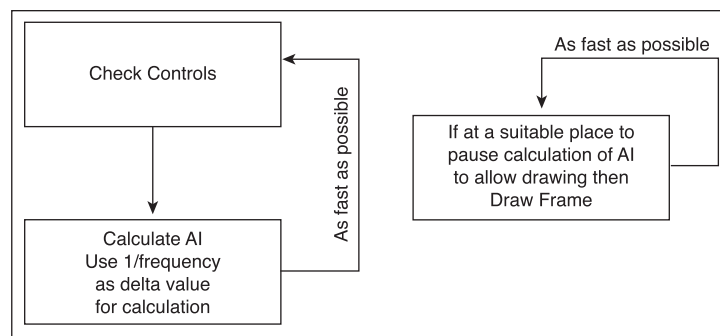 Check Controls
As fast as possible
Calculate AI
Use 1/frequency
as delta value
for calculation
As fast as possible
If at a suitable place to
pause calculation of AI
to allow drawing then
Draw Frame